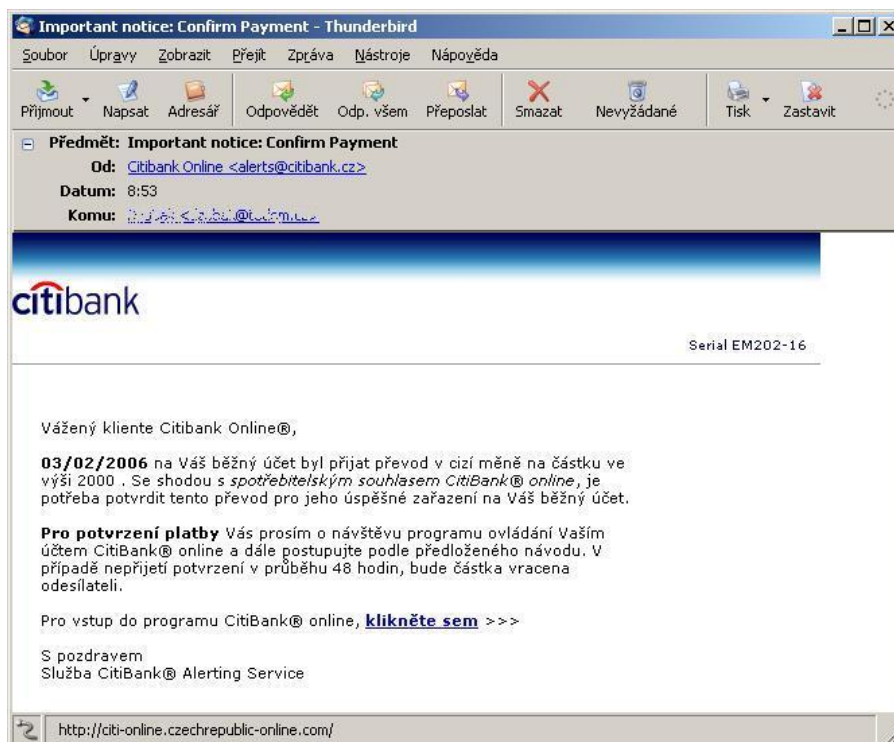 Important notice: Confirm Payment - Thunderbird
Soubor Úpravy Zobrazit Přejít Zpráva Nástroje Nápověda
Přijmout Napsat Adresář Odpovědět Odp. všem Přeposlat Smazat Nevyžádané Tisk Zastavit
Předmět: Important notice: Confirm Payment
Od: Citibank Online <alerts@citibank.cz>
Datum: 8:53
Komu:
citibank
Serial EM202-16
Vážený kliente Citibank Online®,
03/02/2006 na Váš běžný účet byl přijat převod v cizí měně na částku ve
výši 2000 . Se shodou s spotřebitelským souhlasem CitiBank® online, je
potřeba potvrdit tento převod pro jeho úspěšné zařazení na Váš běžný účet.
Pro potvrzení platby Vás prosím o návštěvu programu ovládání Vaším
účtem CitiBank® online a dále postupujte podle předloženého návodu. V
případě nepřijetí potvrzení v průběhu 48 hodin, bude částka vracena
odesílateli.
Pro vstup do programu CitiBank® online, klikněte sem >>>
S pozdravem
Služba CitiBank® Alerting Service
http://citi-online.czechrepublic-online.com/